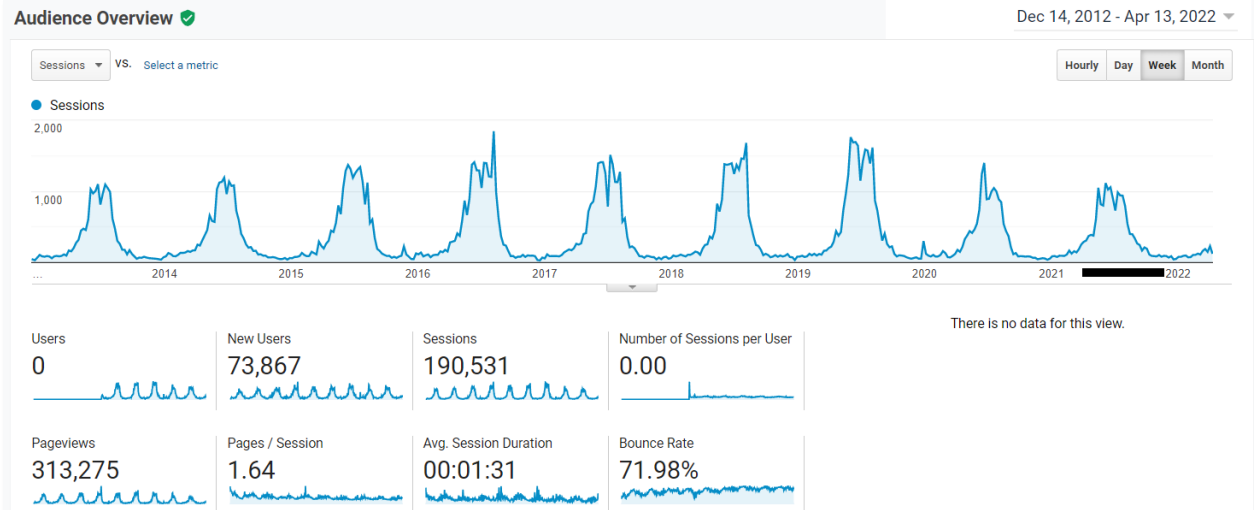 Audience Overview
Dec 14, 2012 - Apr 13, 2022
Sessions VS. Select a metric
Hourly Day Week Month
Sessions
2,000
1,000
... 2014 2015 2016 2017 2018 2019 2020 2021 2022
There is no data for this view.
Users New Users Sessions Number of Sessions per User
0 73,867 190,531 0.00
Pageviews Pages / Session Avg. Session Duration Bounce Rate
313,275 1.64 00:01:31 71.98%